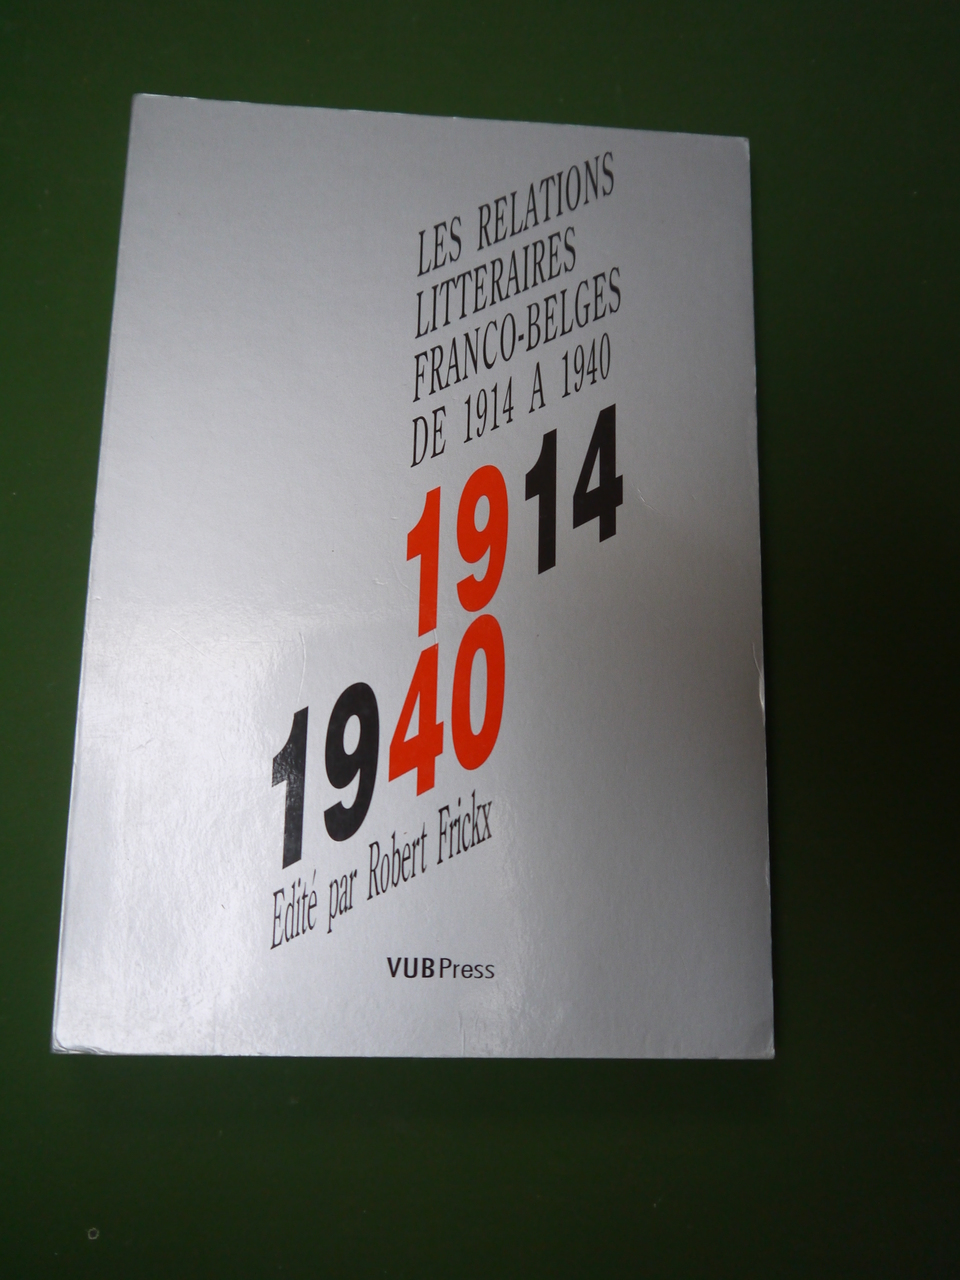 LES RELATIONS
LITTERAIRES
FRANCO-BELGES
DE 1914 A 1940
1914
1940
Edité par Robert Frickx
VUBPress